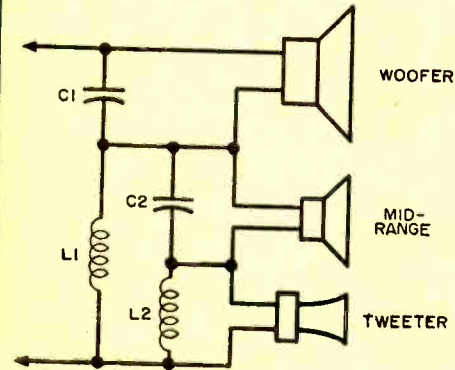 WOOFER
C1
C2
MID-
RANGE
L1
L2
TWEETER